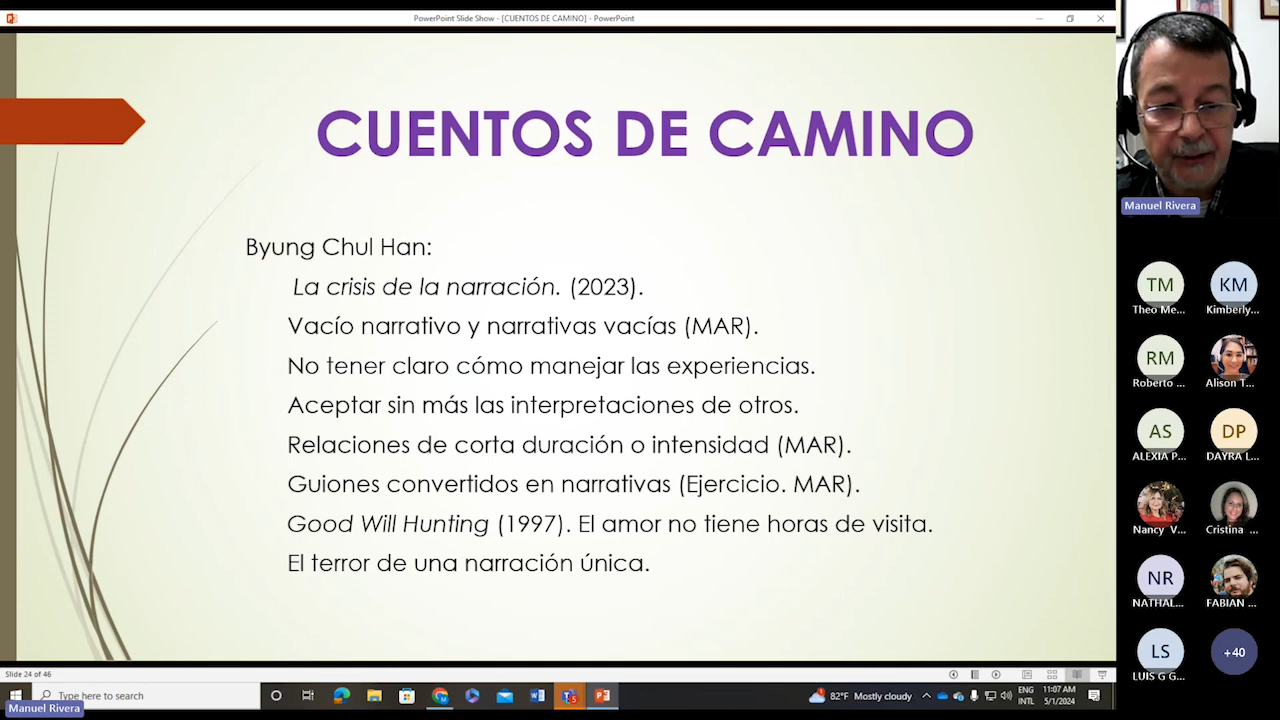 PowerPoint Slide Show - [CUENTOS DE CAMINO] - PowerPoint
CUENTOS DE CAMINO
Byung Chul Han:
La crisis de la narración. (2023).
Vacío narrativo y narrativas vacías (MAR).
No tener claro cómo manejar las experiencias.
Aceptar sin más las interpretaciones de otros.
Relaciones de corta duración o intensidad (MAR).
Guiones convertidos en narrativas (Ejercicio. MAR).
Good Will Hunting (1997). El amor no tiene horas de visita.
El terror de una narración única.
Slide 24 of 46
Type here to search
82°F Mostly cloudy
ENG
INTL
11:07 AM
5/1/2024
Manuel Rivera
Manuel Rivera
TM
Theo Me...
KM
Kimberly...
RM
Roberto ...
Alison T...
AS
ALEXIA P...
DP
DAYRA L...
Nancy V...
Cristina ...
NR
NATHAL...
FABIAN ...
LS
LUIS G G...
+40